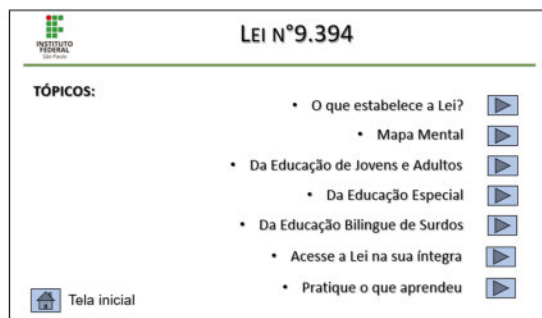 INSTITUTO
FEDERAL
São Paulo
LEI N°9.394
TÓPICOS:
• O que estabelece a Lei?
• Mapa Mental
• Da Educação de Jovens e Adultos
• Da Educação Especial
• Da Educação Bilingue de Surdos
• Acesse a Lei na sua íntegra
• Pratique o que aprendeu
Tela inicial